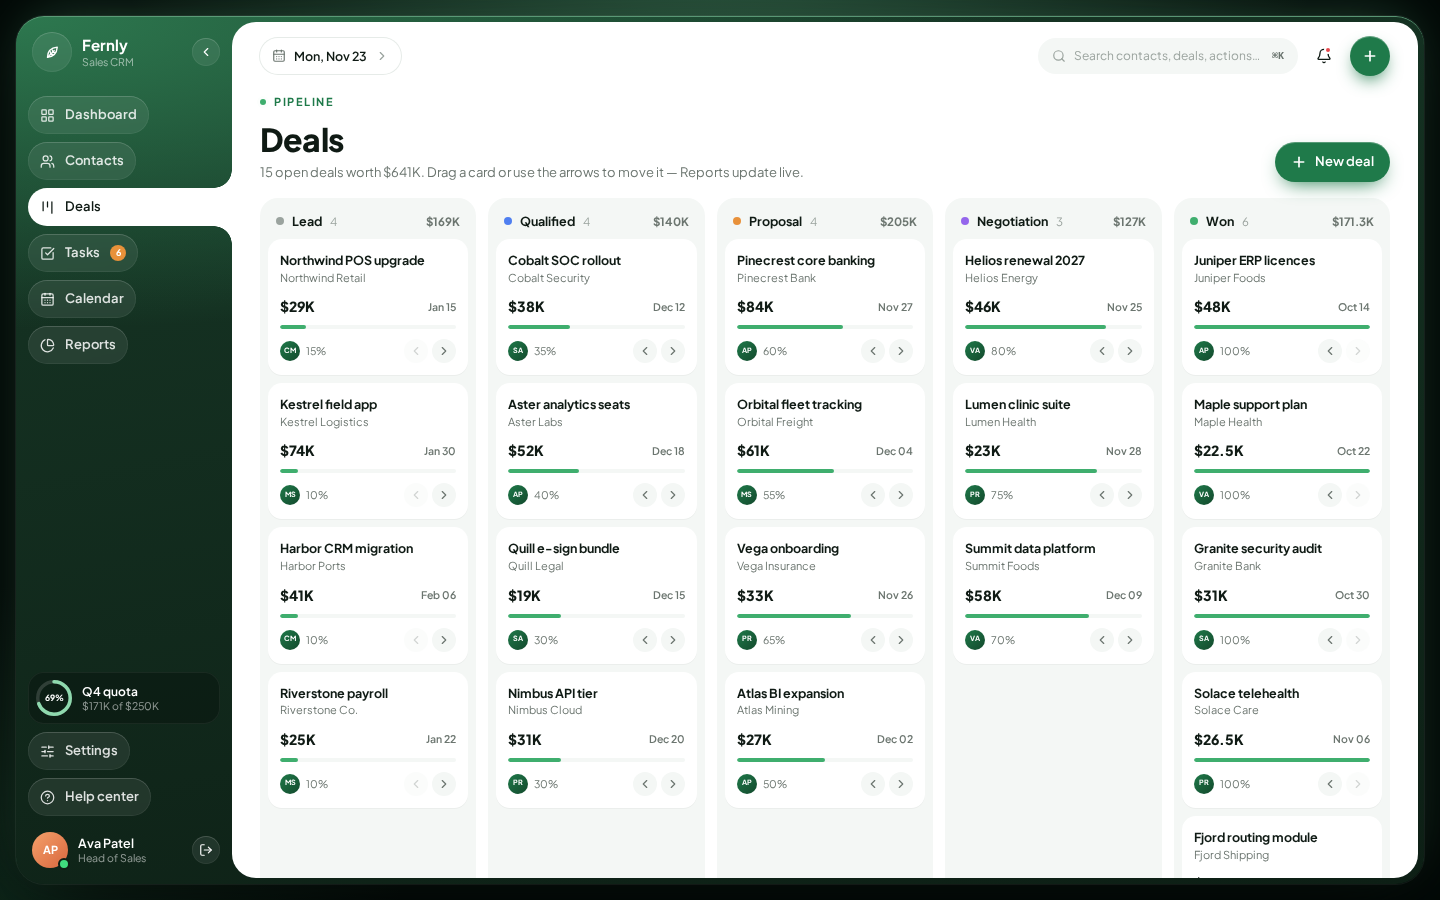 Fernly
Sales CRM
Dashboard
Contacts
Deals
Tasks 6
Calendar
Reports
69%
Q4 quota
$171K of $250K
Settings
Help center
AP
Ava Patel
Head of Sales
Mon, Nov 23
Search contacts, deals, actions... ⌘K
PIPELINE
Deals
15 open deals worth $641K. Drag a card or use the arrows to move it — Reports update live.
New deal
Lead 4 $169K
Northwind POS upgrade
Northwind Retail
$29K Jan 15
CM 15%
Kestrel field app
Kestrel Logistics
$74K Jan 30
MS 10%
Harbor CRM migration
Harbor Ports
$41K Feb 06
CM 10%
Riverstone payroll
Riverstone Co.
$25K Jan 22
MS 10%
Qualified 4 $140K
Cobalt SOC rollout
Cobalt Security
$38K Dec 12
SA 35%
Aster analytics seats
Aster Labs
$52K Dec 18
AP 40%
Quill e-sign bundle
Quill Legal
$19K Dec 15
SA 30%
Nimbus API tier
Nimbus Cloud
$31K Dec 20
PR 30%
Proposal 4 $205K
Pinecrest core banking
Pinecrest Bank
$84K Nov 27
AP 60%
Orbital fleet tracking
Orbital Freight
$61K Dec 04
MS 55%
Vega onboarding
Vega Insurance
$33K Nov 26
PR 65%
Atlas BI expansion
Atlas Mining
$27K Dec 02
AP 50%
Negotiation 3 $127K
Helios renewal 2027
Helios Energy
$46K Nov 25
VA 80%
Lumen clinic suite
Lumen Health
$23K Nov 28
PR 75%
Summit data platform
Summit Foods
$58K Dec 09
VA 70%
Won 6 $171.3K
Juniper ERP licences
Juniper Foods
$48K Oct 14
AP 100%
Maple support plan
Maple Health
$22.5K Oct 22
VA 100%
Granite security audit
Granite Bank
$31K Oct 30
SA 100%
Solace telehealth
Solace Care
$26.5K Nov 06
PR 100%
Fjord routing module
Fjord Shipping